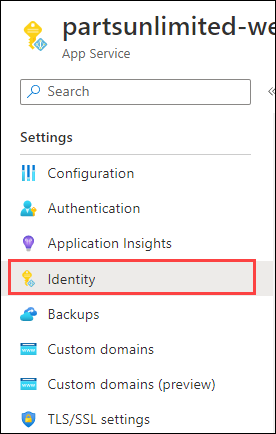 partsunlimited-we
App Service
Search
Settings
Configuration
Authentication
Application Insights
Identity
Backups
Custom domains
Custom domains (preview)
TLS/SSL settings